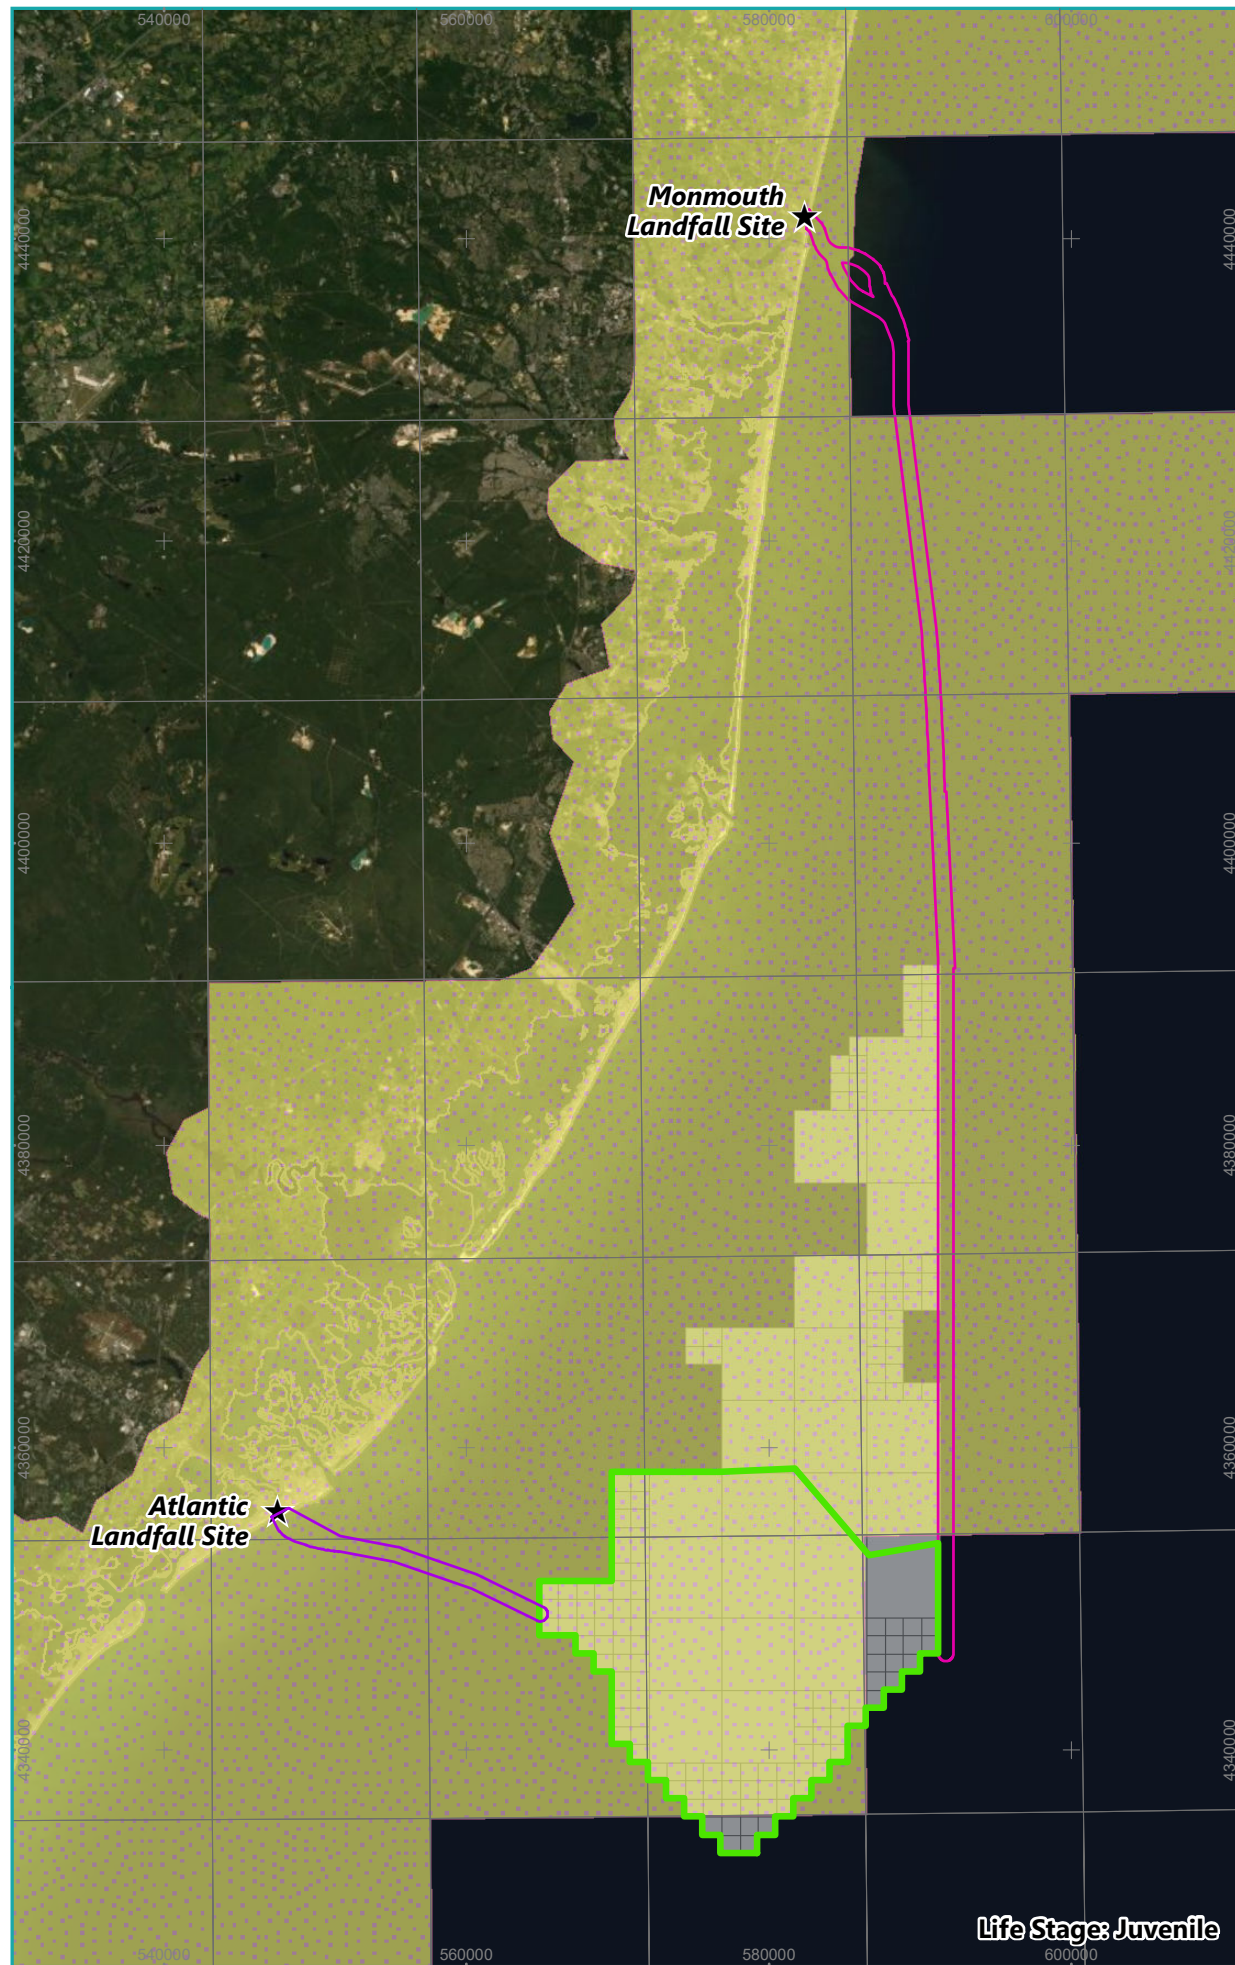 540000 560000 580000 600000
Monmouth
Landfall Site
4440000 4440000
4420000 4420000
4400000 4400000
4380000 4380000
4360000 4360000
Atlantic
Landfall Site
4340000 4340000
Life Stage: Juvenile
540000 560000 580000 600000